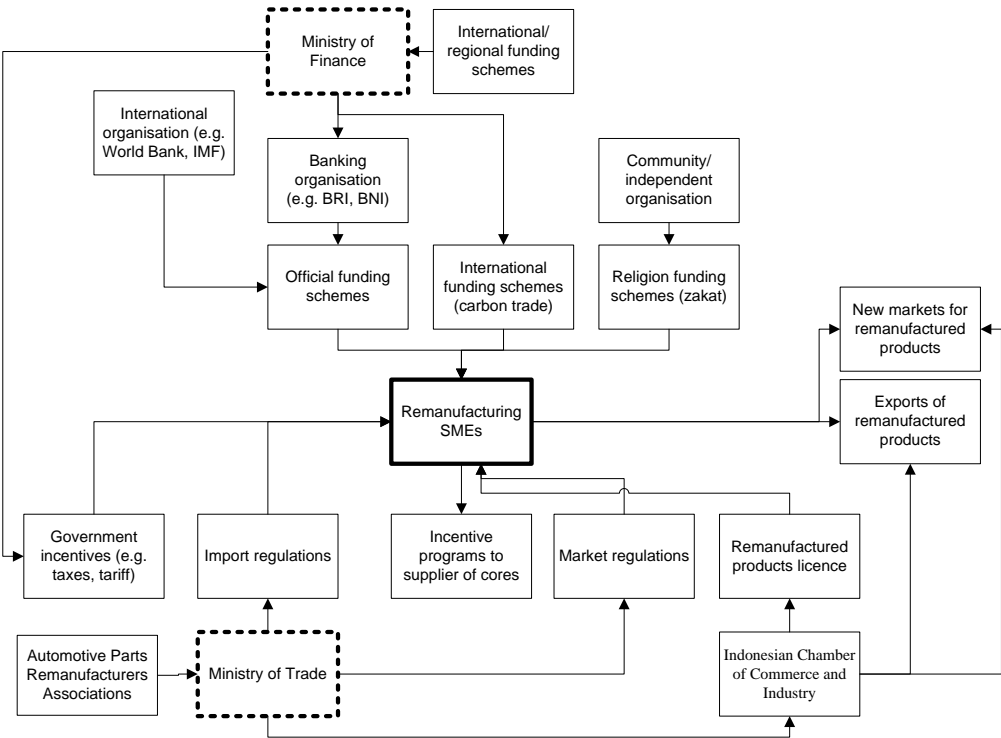 Ministry of
Finance
International/
regional funding
schemes
International
organisation (e.g.
World Bank, IMF)
Banking
organisation
(e.g. BRI, BNI)
Community/
independent
organisation
Official funding
schemes
International
funding schemes
(carbon trade)
Religion funding
schemes (zakat)
New markets for
remanufactured
products
Remanufacturing
SMEs
Exports of
remanufactured
products
Government
incentives (e.g.
taxes, tariff)
Import regulations
Incentive
programs to
supplier of cores
Market regulations
Remanufactured
products licence
Automotive Parts
Remanufacturers
Associations
Ministry of Trade
Indonesian Chamber
of Commerce and
Industry